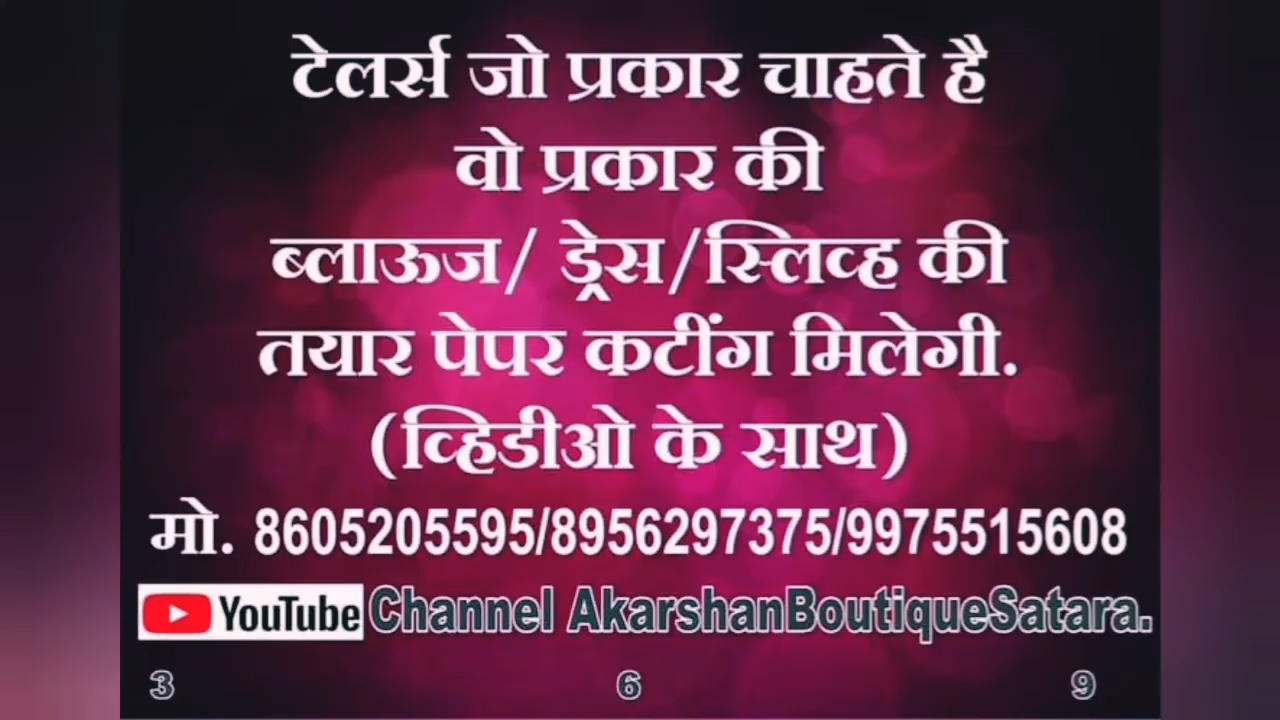 टेलर्स जो प्रकार चाहते है
वो प्रकार की
ब्लाऊज/ ड्रेस/स्लिव्ह की
तयार पेपर कटींग मिलेगी.
(व्हिडीओ के साथ)
मो. 8605205595/8956297375/9975515608
YouTube Channel AkarshanBoutiqueSatara.
3 6 9